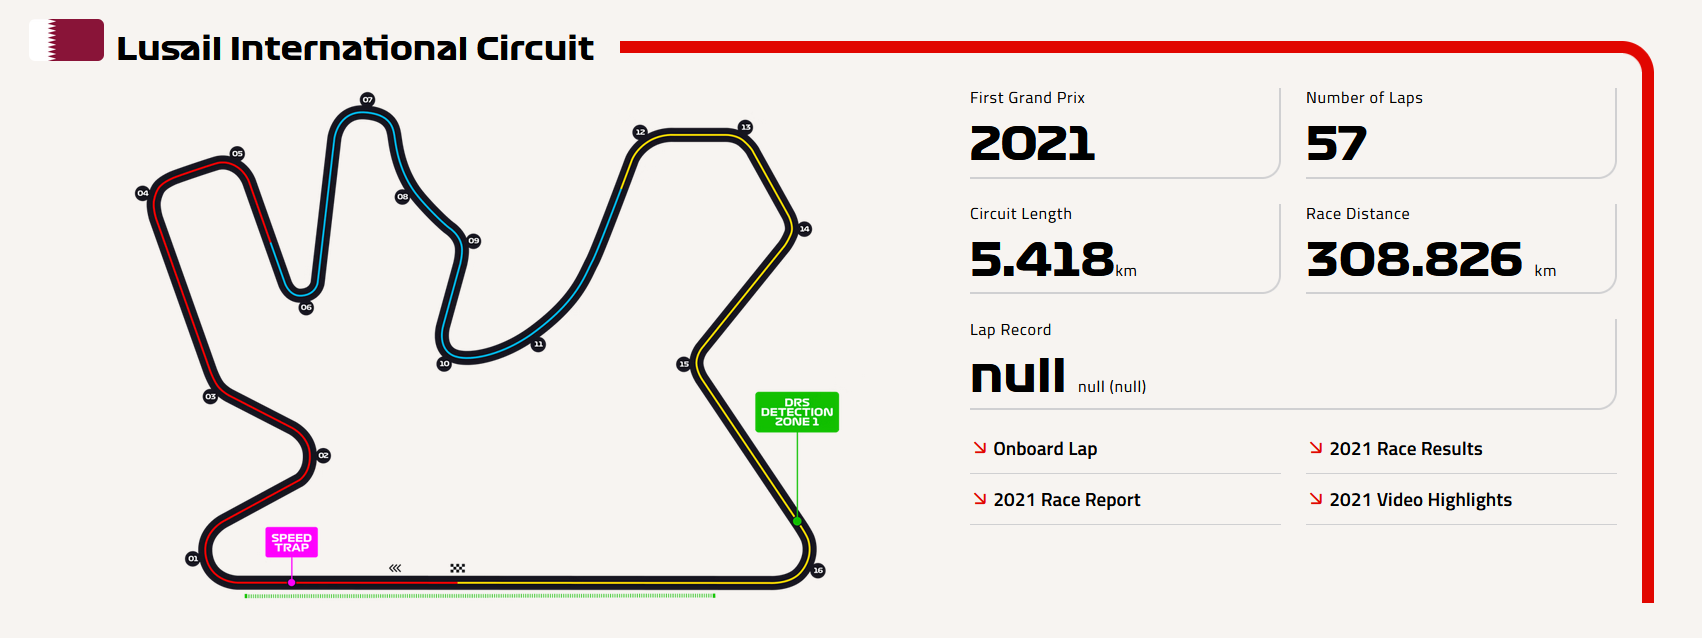 Lusail International Circuit
First Grand Prix
2021
Number of Laps
57
Circuit Length
5.418km
Race Distance
308.826 km
Lap Record
null null (null)
Onboard Lap
2021 Race Results
2021 Race Report
2021 Video Highlights
07
12
13
05
04
08
14
09
06
11
10
15
03
DRS
DETECTION
ZONE 1
02
SPEED
TRAP
01
16